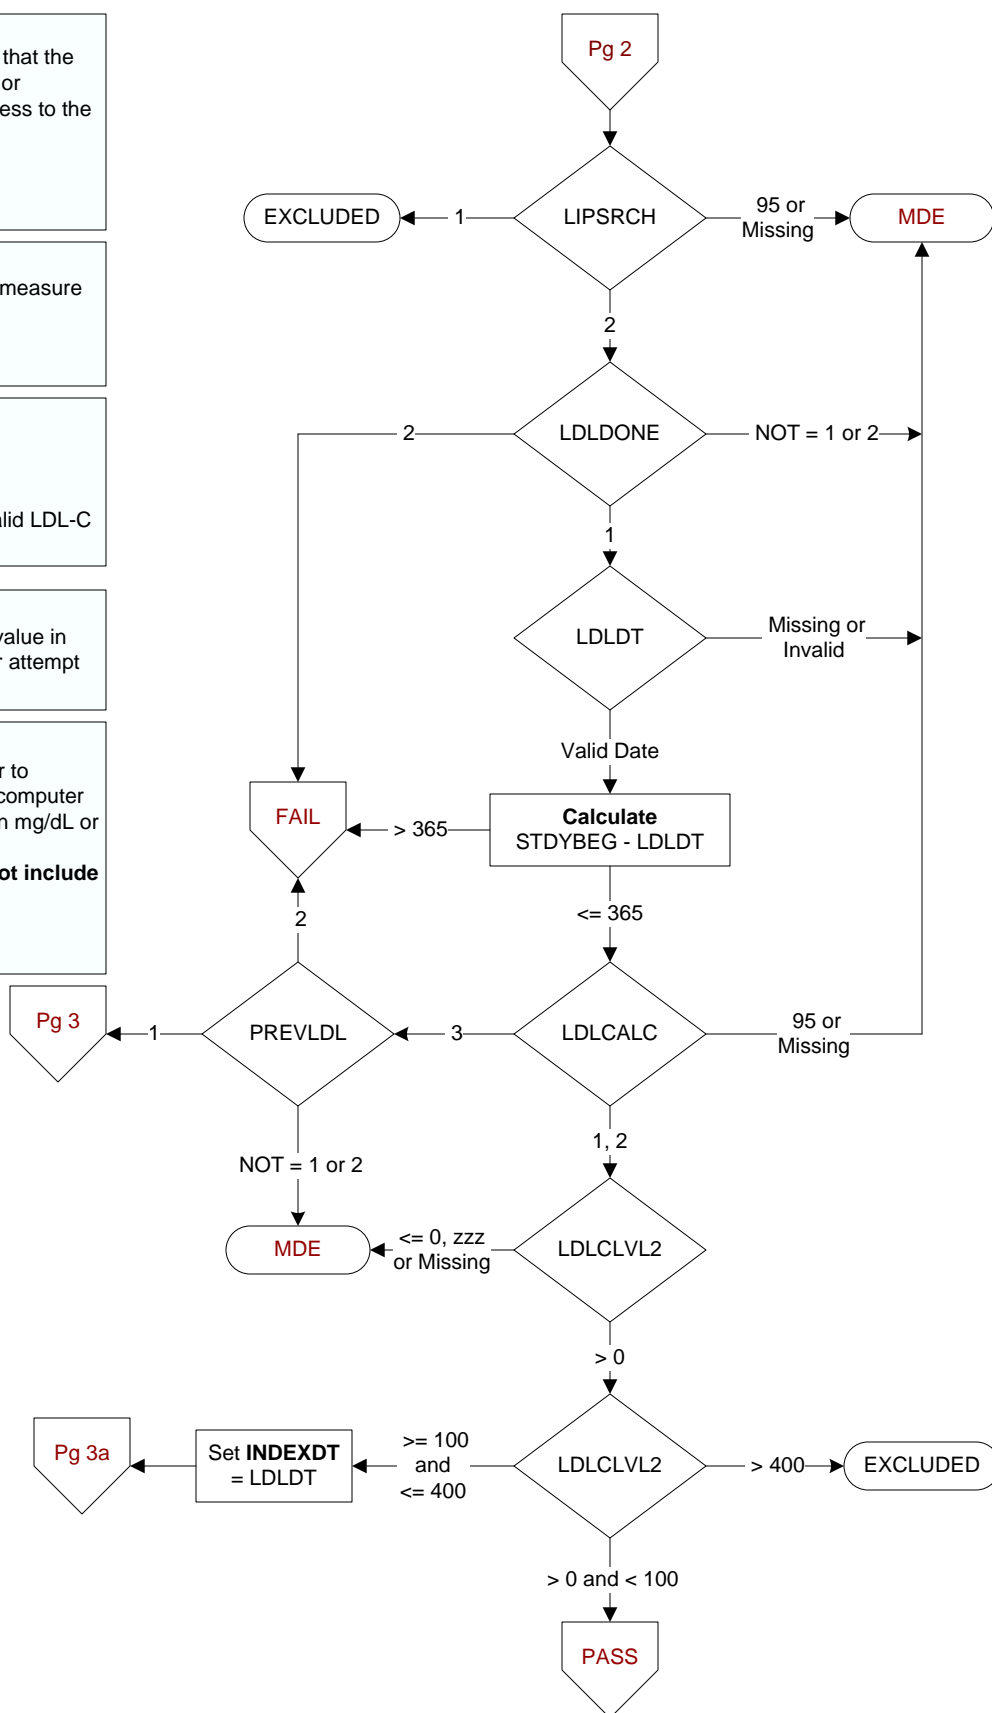 that the
or
ess to the
measure
alid LDL-C
value in
r attempt
r to
computer
n mg/dL or
ot include
Pg 2
EXCLUDED
1
LIPSRCH
95 or
Missing
MDE
2
2
LDLDONE
NOT = 1 or 2
1
LDLDT
Missing or
Invalid
Valid Date
FAIL
> 365
Calculate
STDYBEG - LDLDT
2
<= 365
Pg 3
1
PREVLDL
3
LDLCALC
95 or
Missing
NOT = 1 or 2
1, 2
MDE
<= 0, zzz
or Missing
LDLCLVL2
> 0
Pg 3a
Set INDEXDT
= LDLDT
>= 100
and
<= 400
LDLCLVL2
> 400
EXCLUDED
> 0 and < 100
PASS